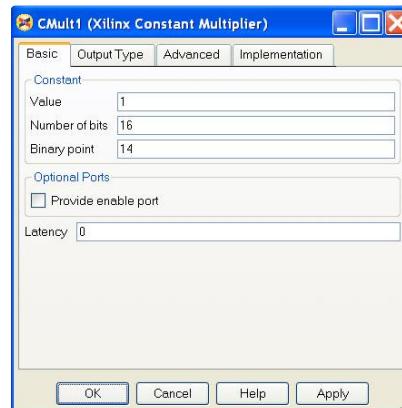 CMult1 (Xilinx Constant Multiplier)
Basic Output Type Advanced Implementation
Constant
Value 1
Number of bits 16
Binary point 14
Optional Ports
Provide enable port
Latency 0
OK Cancel Help Apply